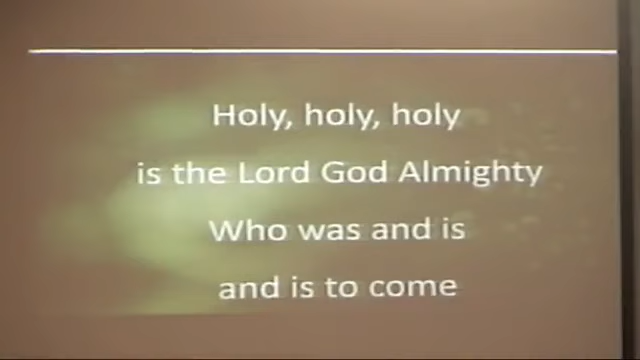 Holy, holy, holy
is the Lord God Almighty
Who was and is
and is to come